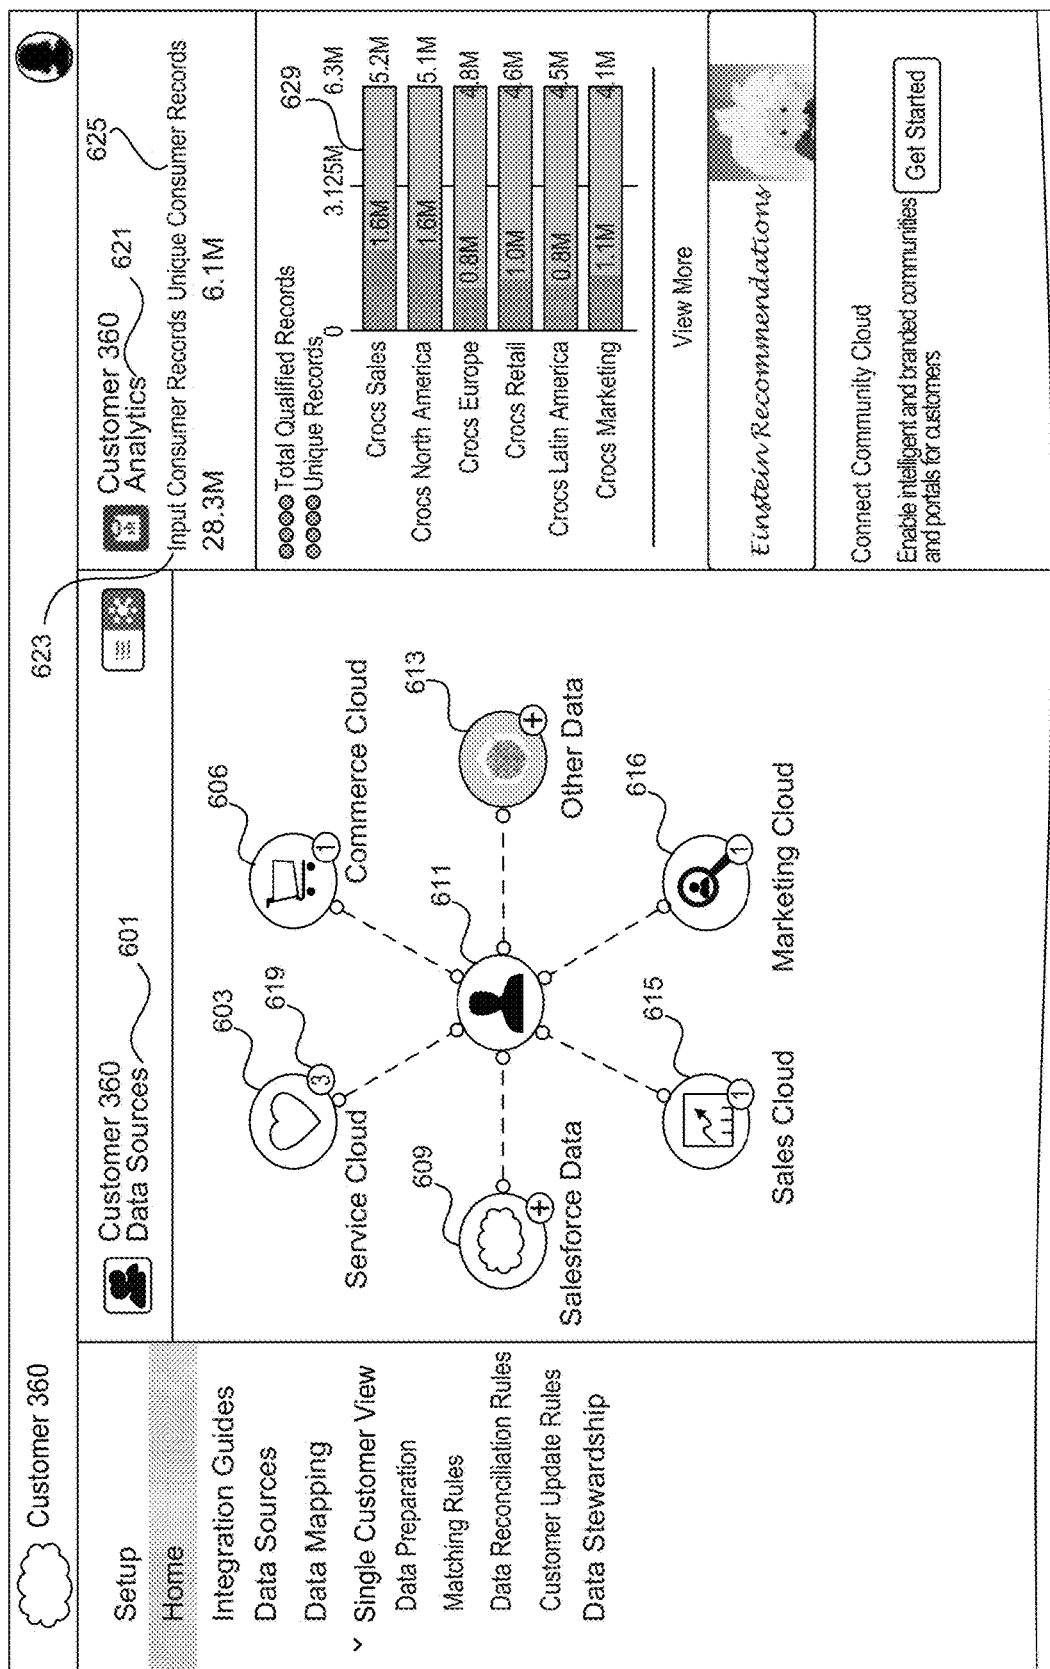 Customer 360
Setup
Home
Integration Guides
Data Sources
Data Mapping
Single Customer View
Data Preparation
Matching Rules
Data Reconciliation Rules
Customer Update Rules
Data Stewardship
Customer 360
Data Sources
601
603
619
3
Service Cloud
606
1
Commerce Cloud
609
+
Salesforce Data
611
613
+
Other Data
615
1
Sales Cloud
616
1
Marketing Cloud
623
Customer 360
Analytics
621
625
Input Consumer Records Unique Consumer Records
28.3M 6.1M
Total Qualified Records
Unique Records
629
0 3.125M 6.3M
Crocs Sales 1.6M 5.2M
Crocs North America 1.6M 5.1M
Crocs Europe 0.8M 4.8M
Crocs Retail 1.0M 4.6M
Crocs Latin America 0.8M 4.5M
Crocs Marketing 1.1M 4.1M
View More
Einstein Recommendations
Connect Community Cloud
Enable intelligent and branded communities
and portals for customers
Get Started